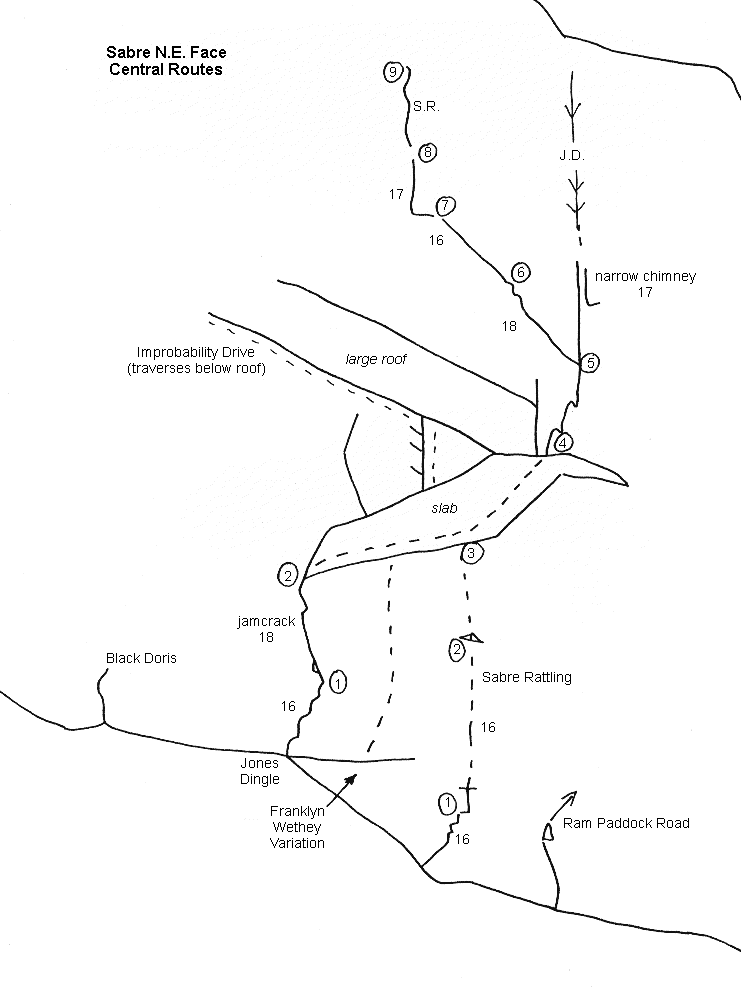 Sabre N.E. Face
Central Routes
9
S.R.
8
J.D.
17
7
16
6
narrow chimney
17
18
Improbability Drive
(traverses below roof)
large roof
5
4
slab
3
2
jamcrack
18
2
Black Doris
1
Sabre Rattling
16
16
Jones
Dingle
1
Franklyn
Wethey
Variation
16
Ram Paddock Road